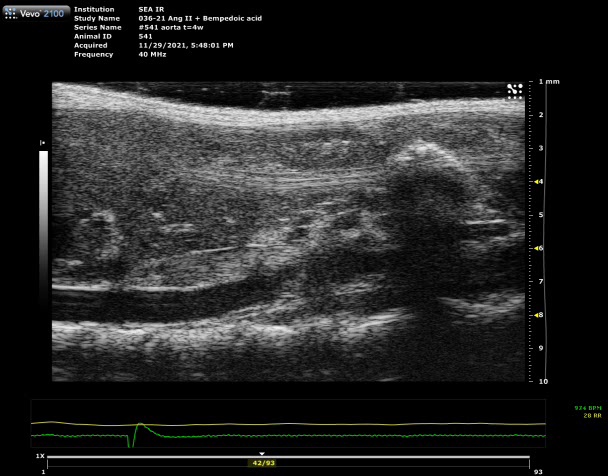 Vevo 2100
Institution SEA IR
Study Name 036-21 Ang II + Bempedoic acid
Series Name #541 aorta t=4w
Animal ID 541
Acquired 11/29/2021, 5:48:01 PM
Frequency 40 MHz
1 mm
2
3
4
5
6
7
8
9
10
974 BPM
28 RR
1X
42/93
1
93